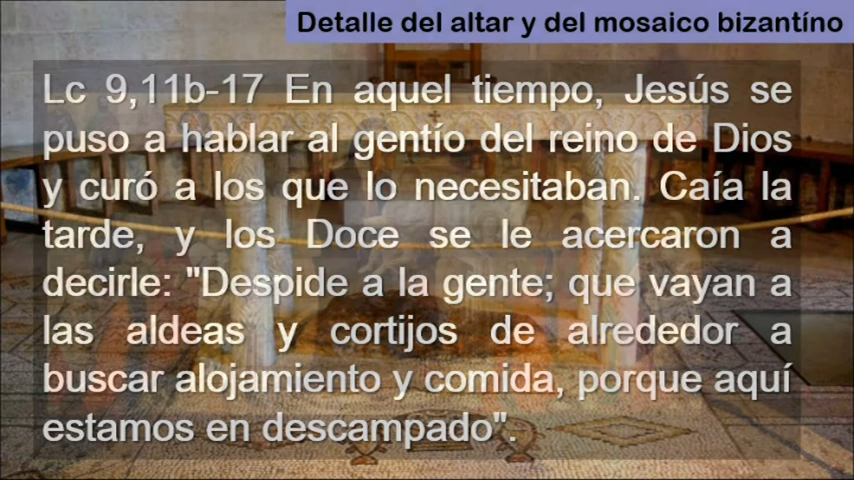 Detalle del altar y del mosaico bizantíno
Lc 9,11b-17 En aquel tiempo, Jesús se
puso a hablar al gentío del reino de Dios
y curó a los que lo necesitaban. Caía la
tarde, y los Doce se le acercaron a
decirle: "Despide a la gente; que vayan a
las aldeas y cortijos de alrededor a
buscar alojamiento y comida, porque aquí
estamos en descampado".